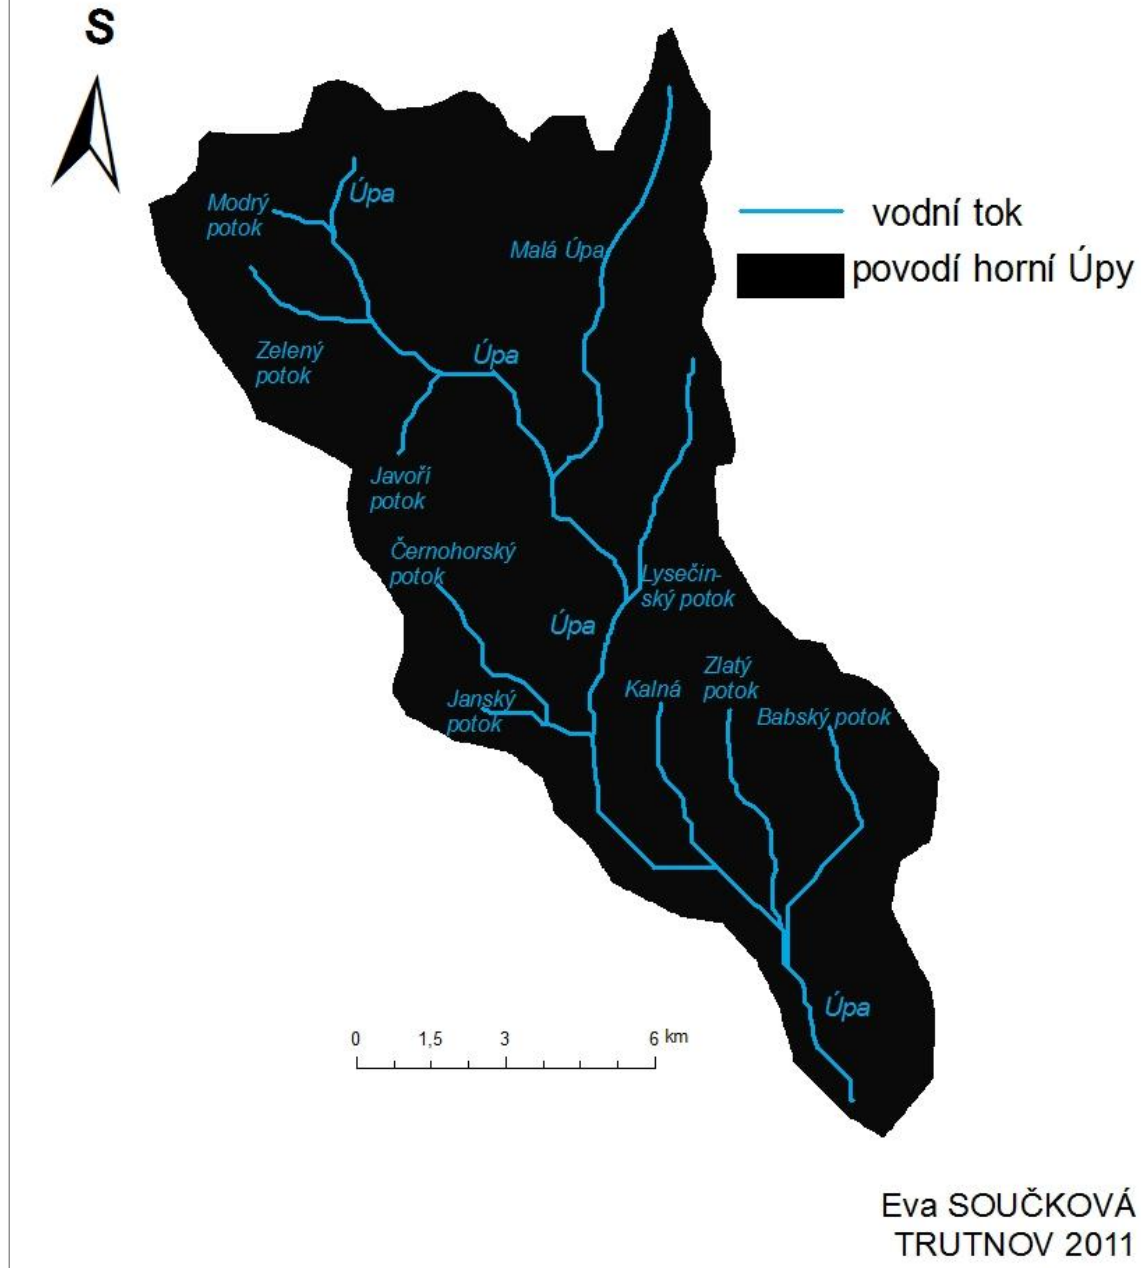 S
Úpa
Modrý
potok
vodní tok
Malá Úpa
povodí horní Úpy
Zelený
potok
Úpa
Javoří
potok
Černohorský
potok
Lysečin-
ský potok
Úpa
Zlatý
potok
Kalná
Janský
potok
Babský potok
Úpa
0 1,5 3 6 km
Eva SOUČKOVÁ
TRUTNOV 2011